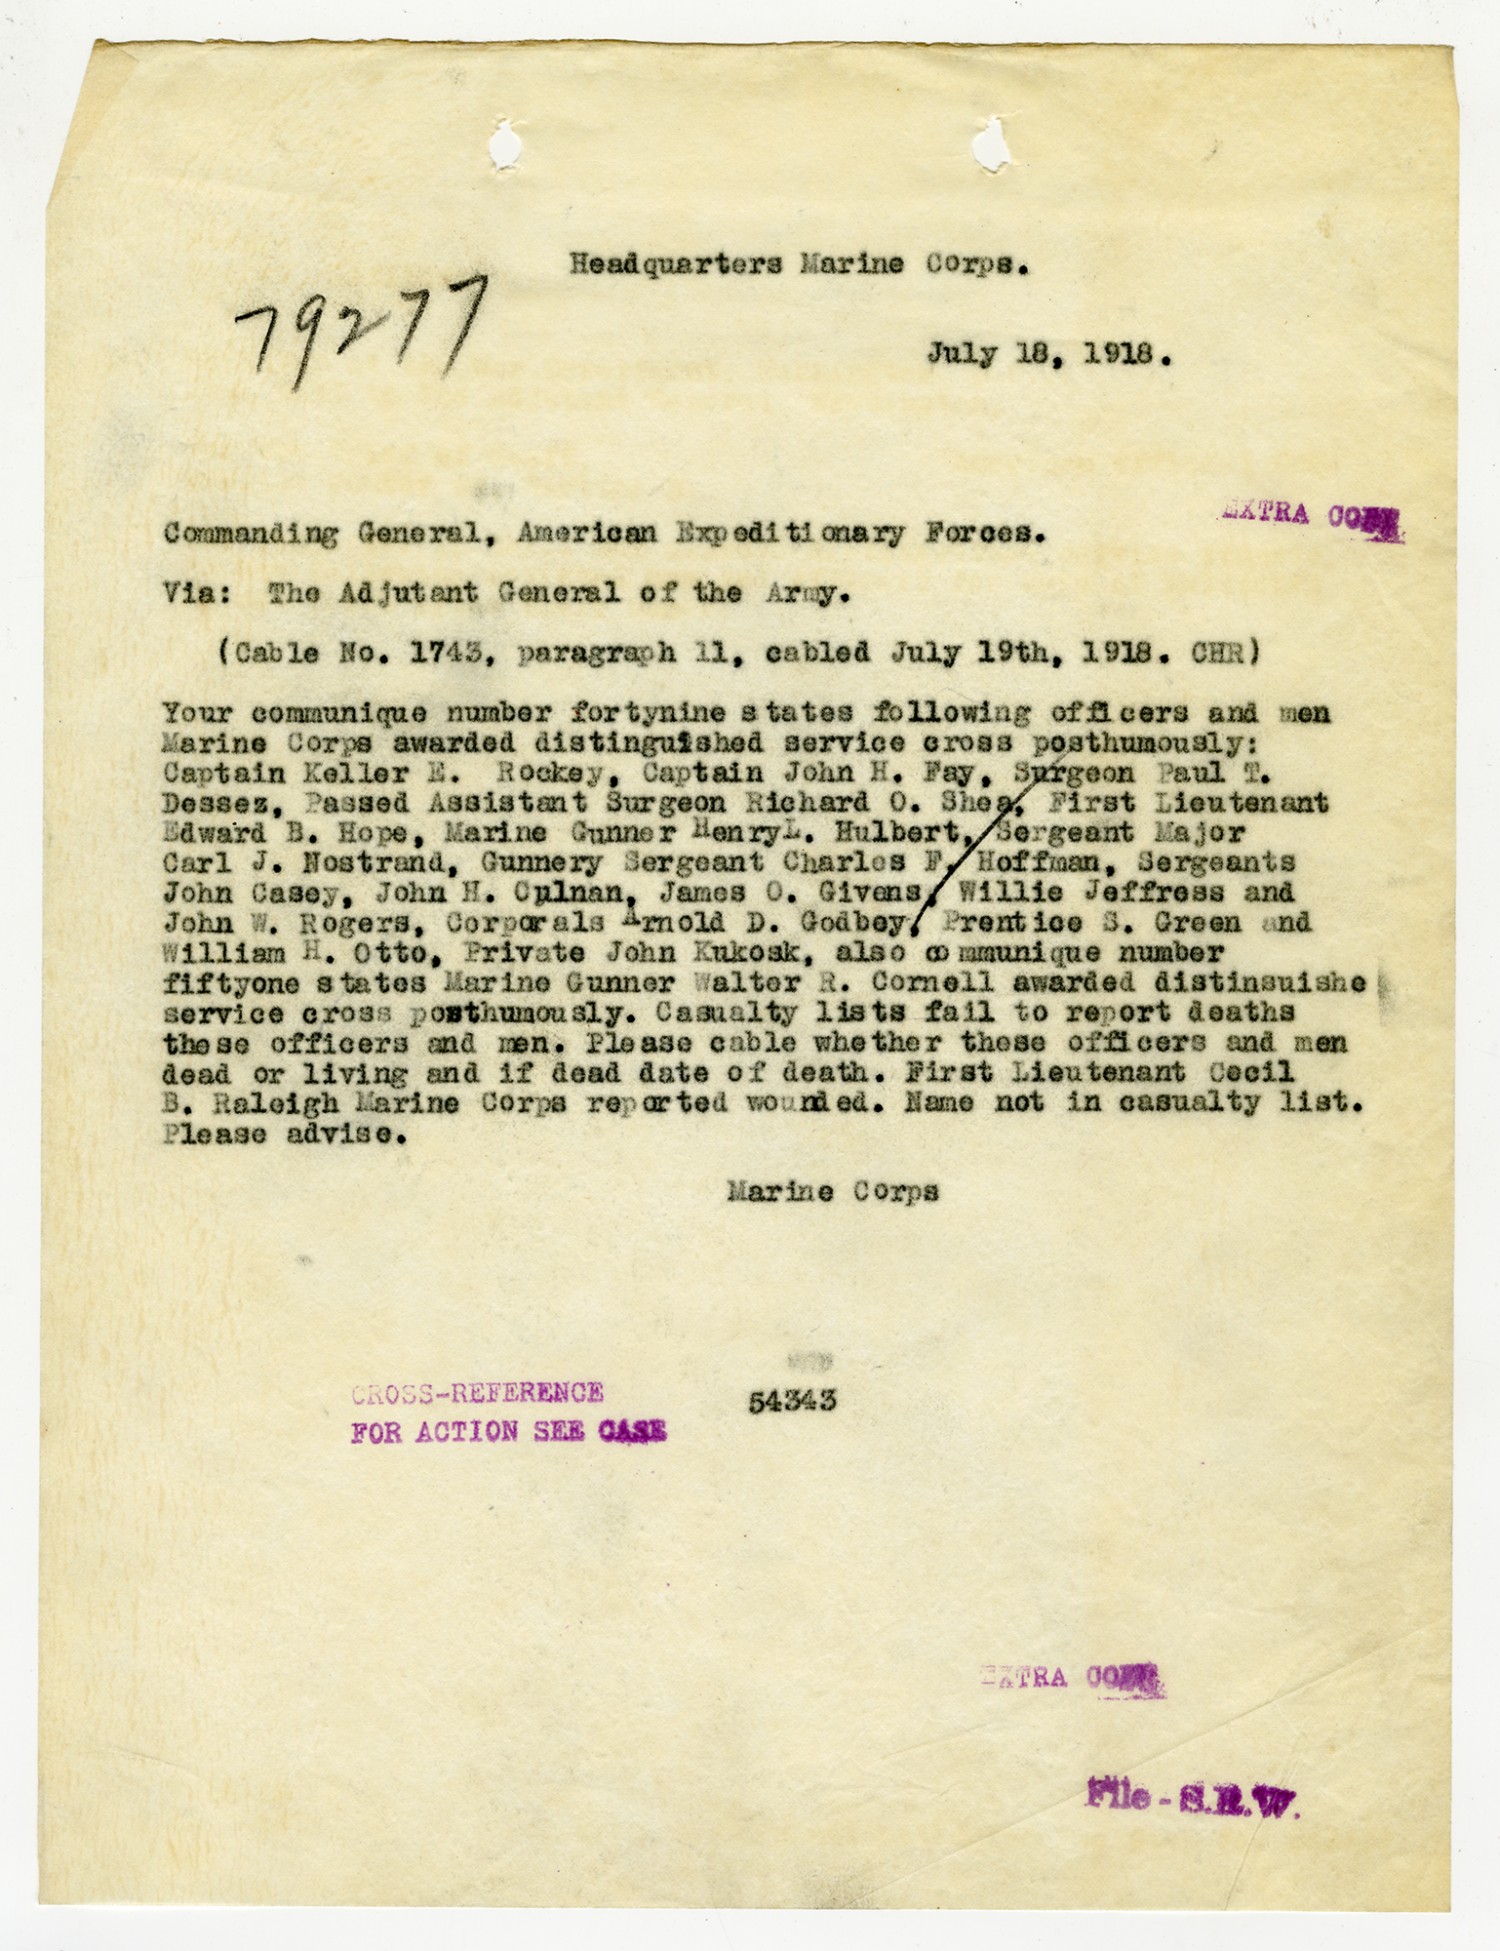 Headquarters Marine Corps.
79277
July 18, 1918.
EXTRA COPY
Commanding General, American Expeditionary Forces.
Via: The Adjutant General of the Army.
(Cable No. 1743, paragraph 11, cabled July 19th, 1918. CHR)
Your communique number fortynine states following officers and men
Marine Corps awarded distinguished service cross posthumously:
Captain Keller E. Rockey, Captain John H. Fay, Surgeon Paul T.
Dessez, Passed Assistant Surgeon Richard O. Shea, First Lieutenant
Edward B. Hope, Marine Gunner Henry L. Hulbert, Sergeant Major
Carl J. Nostrand, Gunnery Sergeant Charles F. Hoffman, Sergeants
John Casey, John H. Culnan, James O. Givens, Willie Jeffress and
John W. Rogers, Corporals Arnold D. Godbey, Prentice S. Green and
William H. Otto, Private John Kukosk, also communique number
fiftyone states Marine Gunner Walter R. Cornell awarded distinsuishe
service cross posthumously. Casualty lists fail to report deaths
these officers and men. Please cable whether these officers and men
dead or living and if dead date of death. First Lieutenant Cecil
B. Raleigh Marine Corps reported wounded. Name not in casualty list.
Please advise.
Marine Corps
CROSS-REFERENCE
FOR ACTION SEE CASE
54343
EXTRA COPY
File - S.R.W.